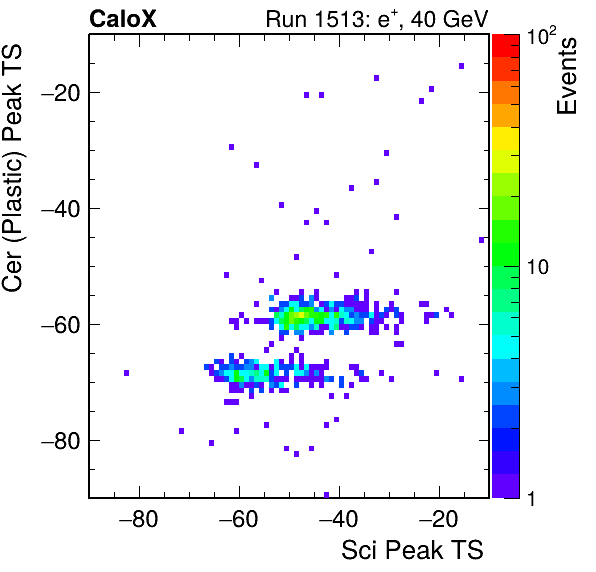 CaloX Run 1513: e⁺, 40 GeV
Cer (Plastic) Peak TS
−20
−40
−60
−80
−80 −60 −40 −20
Sci Peak TS
10²
10
1
Events